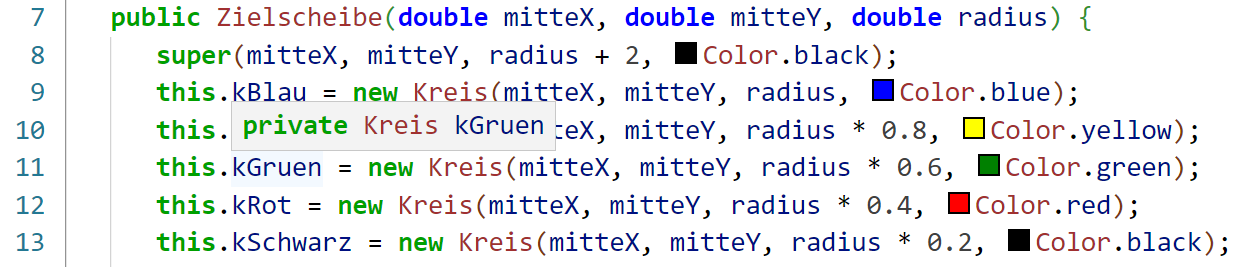 7 public Zielscheibe(double mitteX, double mitteY, double radius) {
8 super(mitteX, mitteY, radius + 2, Color.black);
9 this.kBlau = new Kreis(mitteX, mitteY, radius, Color.blue);
10 this. mitteX, mitteY, radius * 0.8, Color.yellow);
private Kreis kGruen
11 this.kGruen = new Kreis(mitteX, mitteY, radius * 0.6, Color.green);
12 this.kRot = new Kreis(mitteX, mitteY, radius * 0.4, Color.red);
13 this.kSchwarz = new Kreis(mitteX, mitteY, radius * 0.2, Color.black);